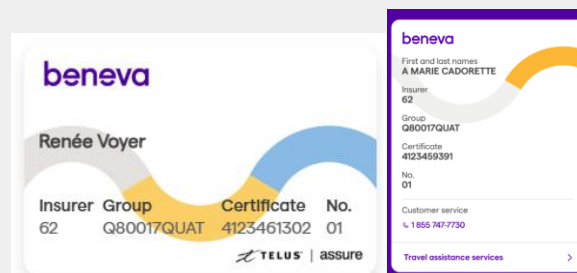 beneva
Renée Voyer
Insurer Group Certificate No.
62 Q80017QUAT 4123461302 01
TELUS | assure
beneva
First and last names
A MARIE CADORETTE
Insurer
62
Group
Q80017QUAT
Certificate
4123459391
No.
01
Customer service
1 855 747-7730
Travel assistance services >